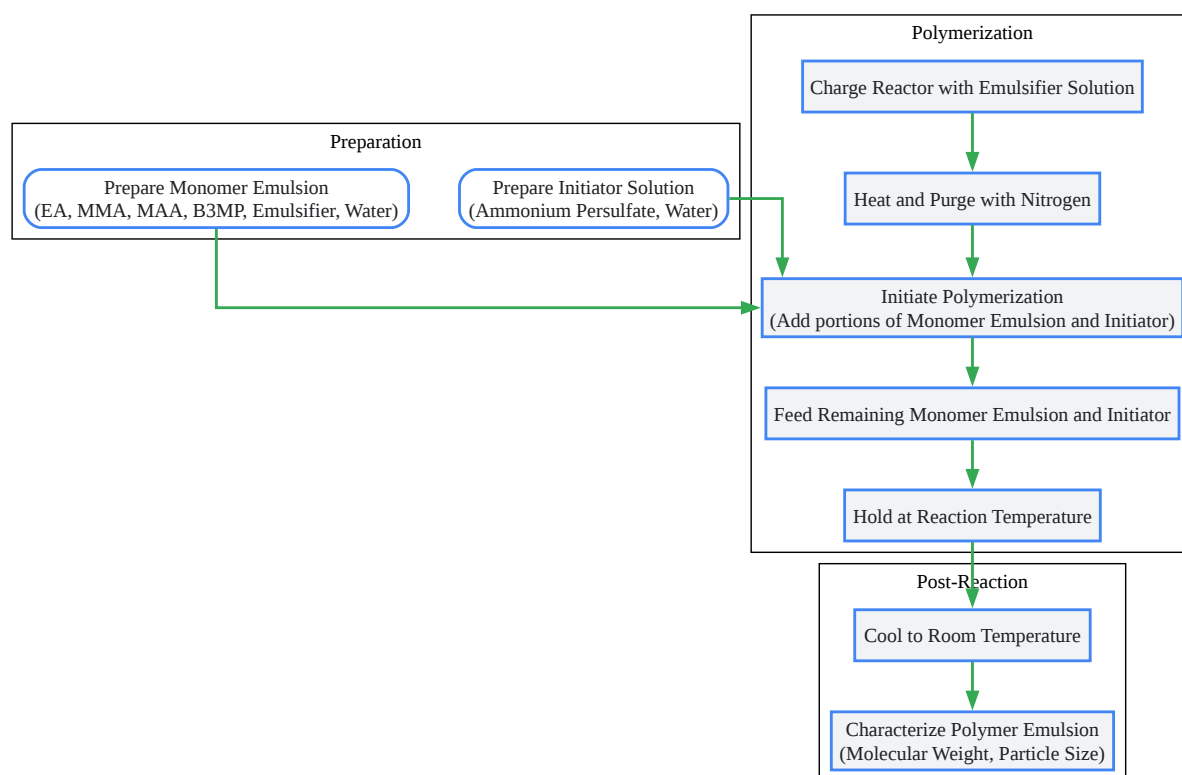 Preparation
Prepare Monomer Emulsion
(EA, MMA, MAA, B3MP, Emulsifier, Water)
Prepare Initiator Solution
(Ammonium Persulfate, Water)
Polymerization
Charge Reactor with Emulsifier Solution
Heat and Purge with Nitrogen
Initiate Polymerization
(Add portions of Monomer Emulsion and Initiator)
Feed Remaining Monomer Emulsion and Initiator
Hold at Reaction Temperature
Post-Reaction
Cool to Room Temperature
Characterize Polymer Emulsion
(Molecular Weight, Particle Size)